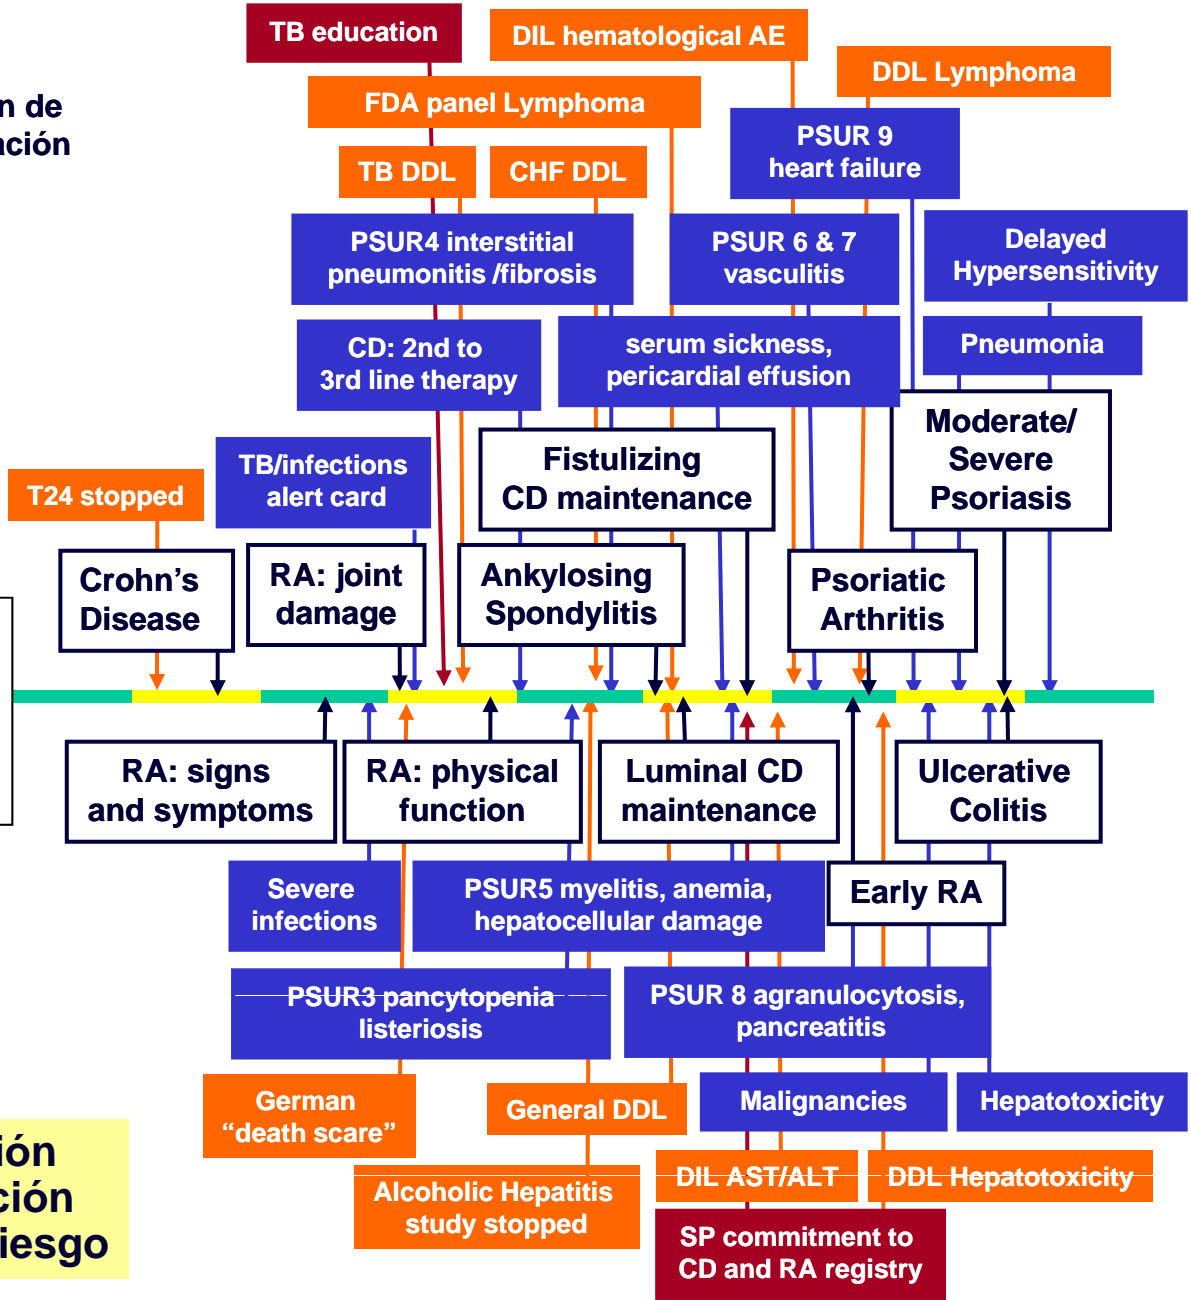 TB education
DIL hematological AE
DDL Lymphoma
FDA panel Lymphoma
n de
ación
PSUR 9
heart failure
TB DDL
CHF DDL
PSUR4 interstitial
pneumonitis /fibrosis
PSUR 6 & 7
vasculitis
Delayed
Hypersensitivity
CD: 2nd to
3rd line therapy
serum sickness,
pericardial effusion
Pneumonia
Moderate/
Severe
Psoriasis
TB/infections
alert card
Fistulizing
CD maintenance
T24 stopped
Crohn's
Disease
RA: joint
damage
Ankylosing
Spondylitis
Psoriatic
Arthritis
RA: signs
and symptoms
RA: physical
function
Luminal CD
maintenance
Ulcerative
Colitis
Severe
infections
PSUR5 myelitis, anemia,
hepatocellular damage
Early RA
PSUR3 pancytopenia
listeriosis
PSUR 8 agranulocytosis,
pancreatitis
German
“death scare”
General DDL
Malignancies
Hepatotoxicity
ión
ción
riesgo
Alcoholic Hepatitis
study stopped
DIL AST/ALT
DDL Hepatotoxicity
SP commitment to
CD and RA registry